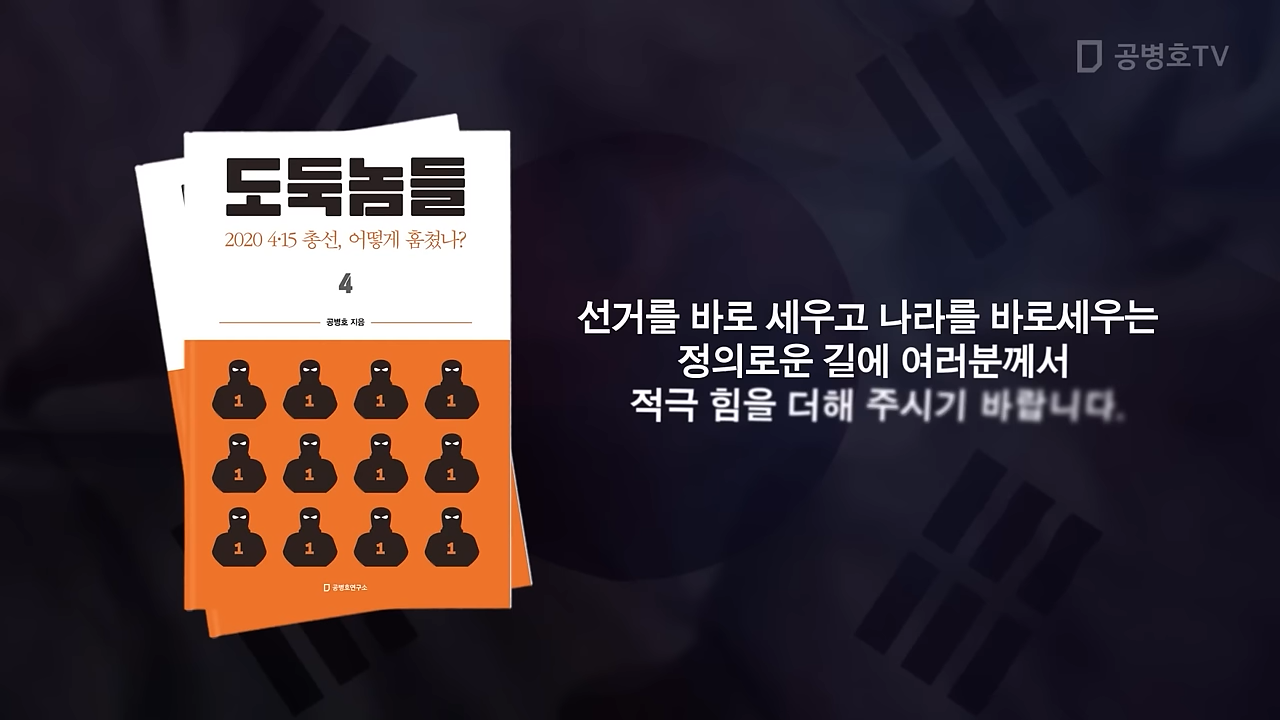 공병호TV
도둑놈들
2020 4·15 총선, 어떻게 훔쳤나?
4
공병호 지음
1 1 1 1
1 1 1 1
1 1 1 1
공병호연구소
선거를 바로 세우고 나라를 바로세우는
정의로운 길에 여러분께서
적극 힘을 더해 주시기 바랍니다.